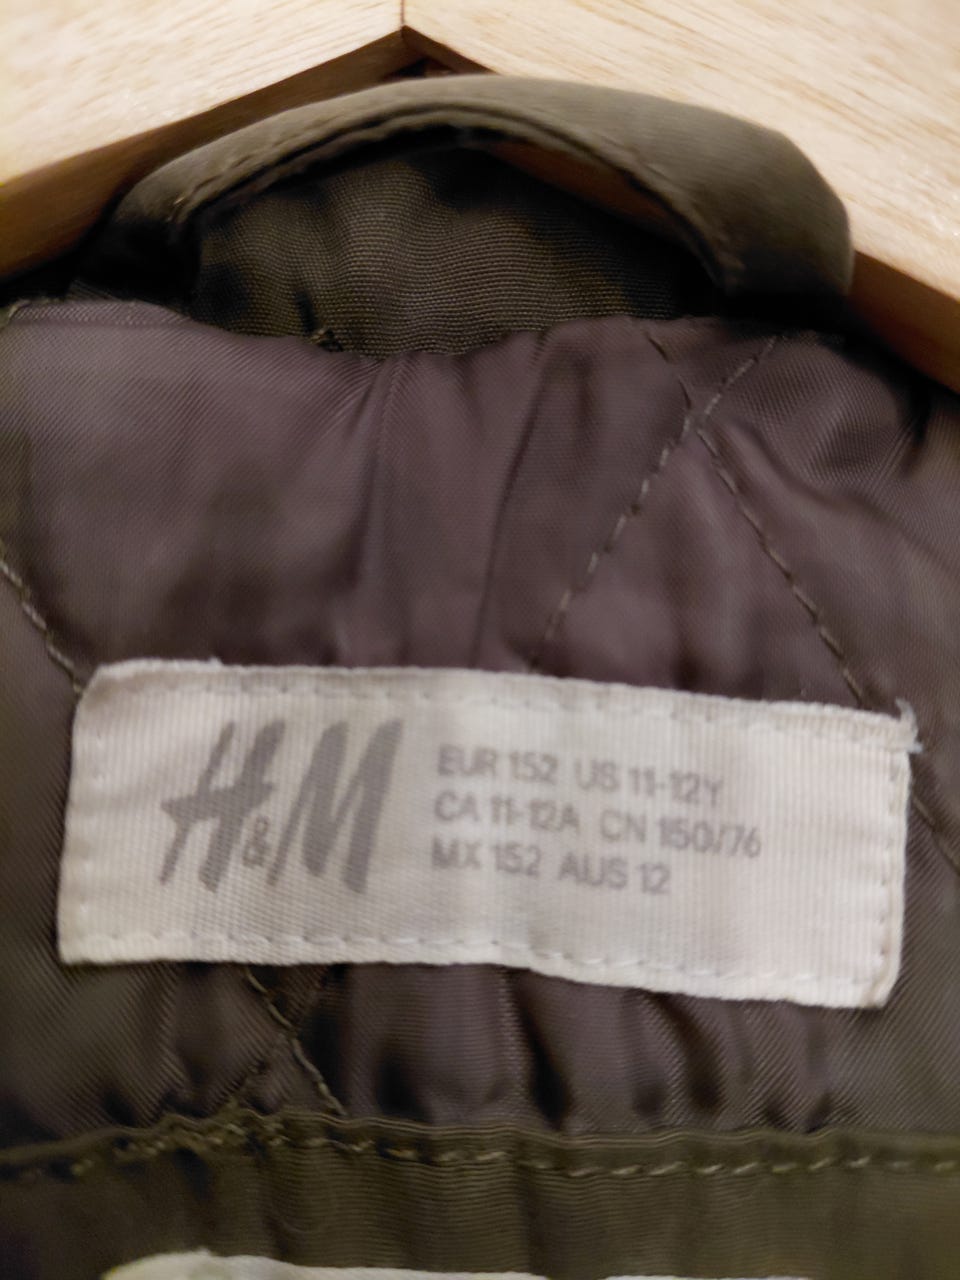 H&M
EUR 152 US 11-12Y
CA 11-12A CN 150/76
MX 152 AUS 12